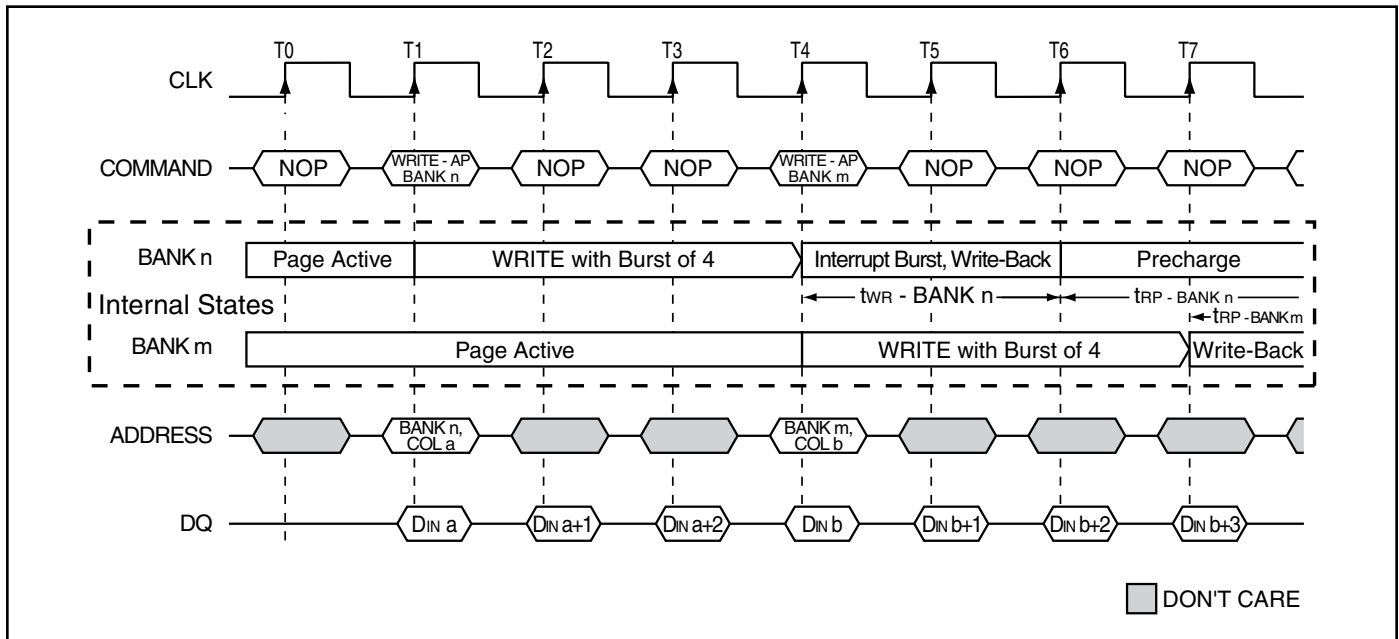 T0 T1 T2 T3 T4 T5 T6 T7
CLK
COMMAND NOP WRITE - AP BANK n NOP NOP WRITE - AP BANK m NOP NOP NOP
BANK n Page Active WRITE with Burst of 4 Interrupt Burst, Write-Back Precharge
tWR - BANK n tRP - BANK n
Internal States
tRP - BANK m
BANK m Page Active WRITE with Burst of 4 Write-Back
ADDRESS BANK n, COL a BANK m, COL b
DQ DIN a DIN a+1 DIN a+2 DIN b DIN b+1 DIN b+2 DIN b+3
DON'T CARE